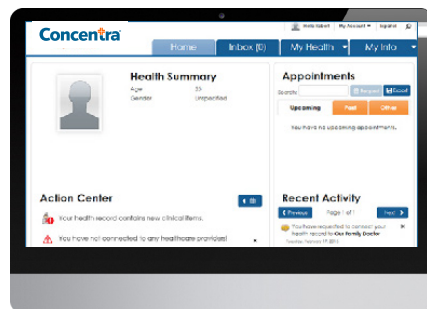 My Account Español
Concentra
Home Inbox (0) My Health My Info
Health Summary
Age
Gender Unspecified
Appointments
Search:
Request Export
Upcoming Past Other
You have no upcoming appointments.
Action Center
Your health record contains new clinical items.
You have not connected to any healthcare providers!
Recent Activity
Previous Page 1 of 1 Next
You have requested to connect your
health record to Our Family Doctor